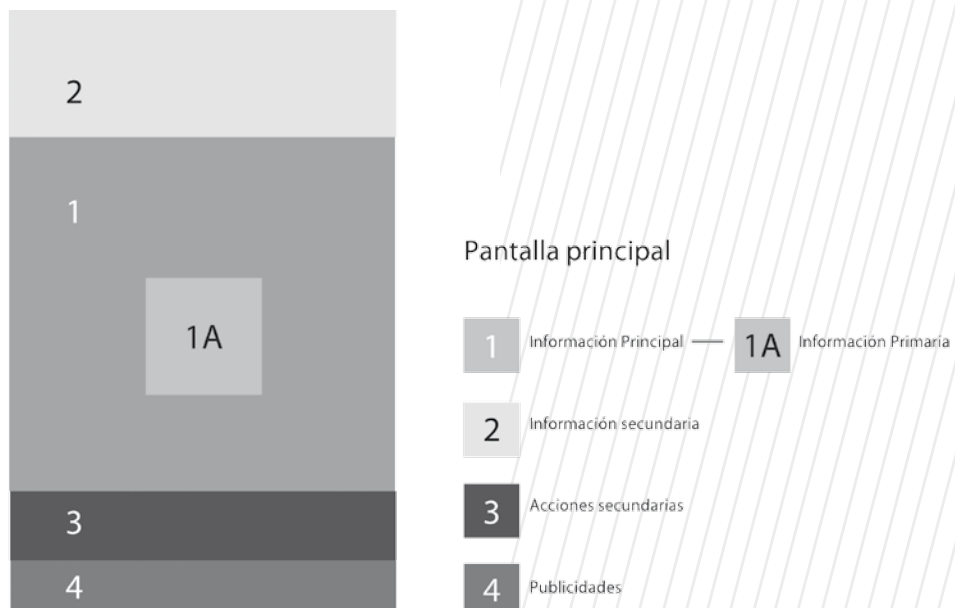 2
1
1A
3
4
Pantalla principal
1 Información Principal 1A Información Primaria
2 Información secundaria
3 Acciones secundarias
4 Publicidades